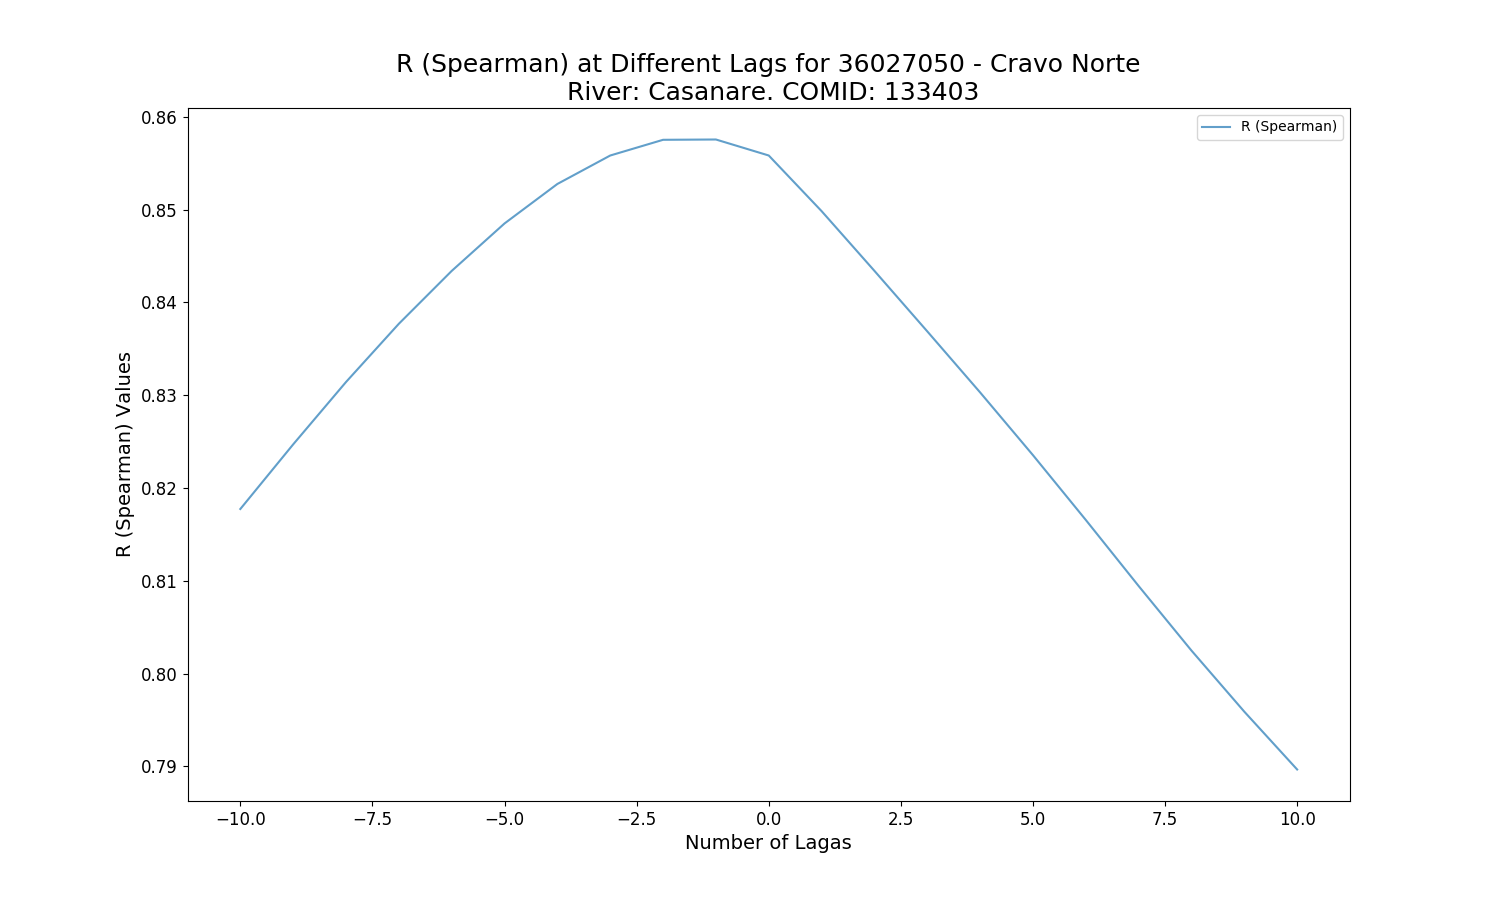 R (Spearman) at Different Lags for 36027050 - Cravo Norte
River: Casanare. COMID: 133403
R (Spearman)
R (Spearman) Values
0.86
0.85
0.84
0.83
0.82
0.81
0.80
0.79
−10.0 −7.5 −5.0 −2.5 0.0 2.5 5.0 7.5 10.0
Number of Lagas